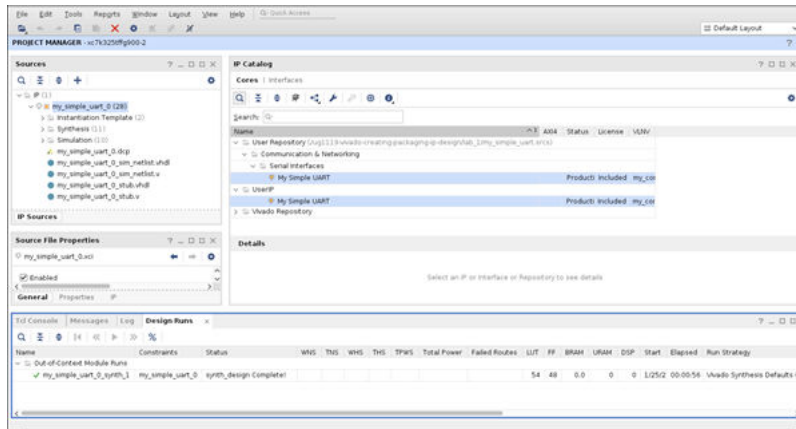 File Edit Tools Reports Window Layout View Help Quick Access
Default Layout
PROJECT MANAGER - xc7k325tffg900-2
Sources
IP (1)
my_simple_uart_0 (28)
Instantiation Template (2)
Synthesis (11)
Simulation (10)
my_simple_uart_0.dcp
my_simple_uart_0_sim_netlist.vhdl
my_simple_uart_0_sim_netlist.v
my_simple_uart_0_stub.vhdl
my_simple_uart_0_stub.v
IP Sources
Source File Properties
my_simple_uart_0.xci
Enabled
General Properties IP
IP Catalog
Cores | Interfaces
Search:
Name AXI4 Status License VLNV
User Repository
Communication & Networking
Serial Interfaces
My Simple UART Producti Included my_cor
UserIP
My Simple UART Producti Included my_cor
Vivado Repository
Details
Select an IP or Interface or Repository to see details
Tcl Console Messages Log Design Runs
Name Constraints Status WNS TNS WHS THS TPWS Total Power Failed Routes LUT FF BRAM URAM DSP Start Elapsed Run Strategy
Out-of-Context Module Runs
my_simple_uart_0_synth_1 my_simple_uart_0 synth_design Complete! 54 48 0.0 0 0 1/25/2 00:00:56 Vivado Synthesis Defaults